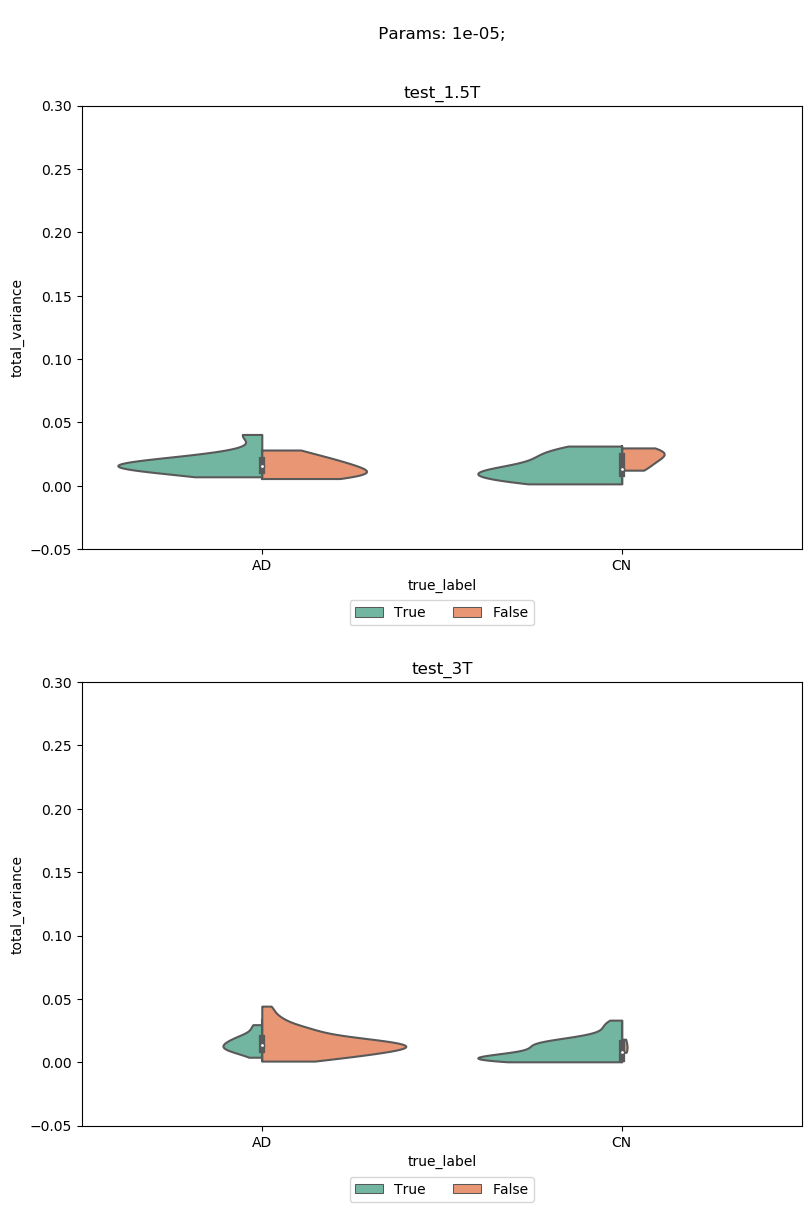 Params: 1e-05;
test_1.5T
0.30
0.25
0.20
0.15
0.10
0.05
0.00
−0.05
total_variance
AD CN
true_label
True False
test_3T
0.30
0.25
0.20
0.15
0.10
0.05
0.00
−0.05
total_variance
AD CN
true_label
True False